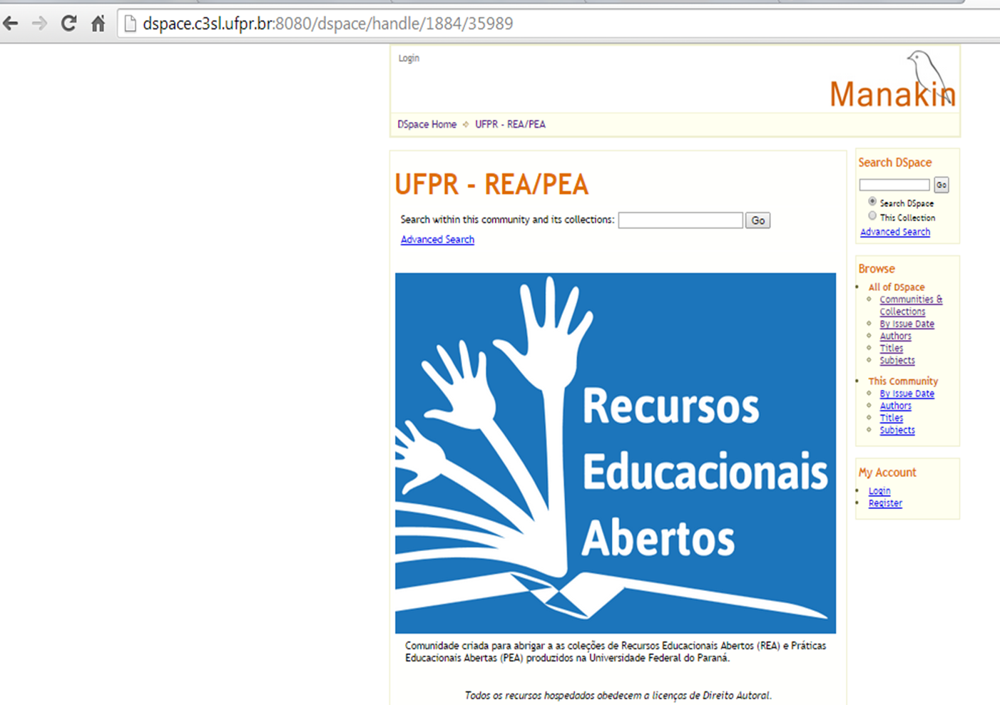 dspace.c3sl.ufpr.br:8080/dspace/handle/1884/35989
Login
Manakin
DSpace Home UFPR - REA/PEA
UFPR - REA/PEA
Search within this community and its collections: Go
Advanced Search
Recursos
Educacionais
Abertos
Comunidade criada para abrigar a as coleções de Recursos Educacionais Abertos (REA) e Práticas
Educacionais Abertas (PEA) produzidos na Universidade Federal do Paraná.
Todos os recursos hospedados obedecem a licenças de Direito Autoral.
Search DSpace
Go
Search DSpace
This Collection
Advanced Search
Browse
All of DSpace
Communities &
Collections
By Issue Date
Authors
Titles
Subjects
This Community
By Issue Date
Authors
Titles
Subjects
My Account
Login
Register